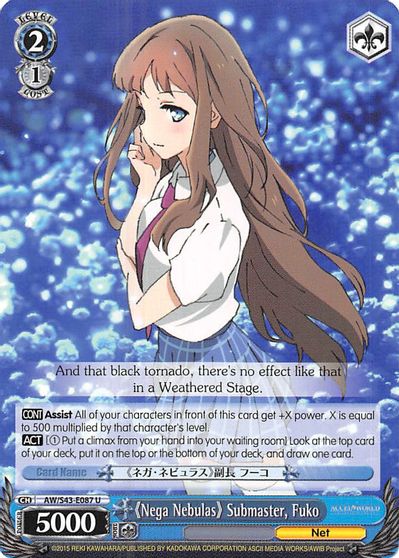 LEVEL
2
1
COST
And that black tornado, there's no effect like that
in a Weathered Stage.
CONT Assist All of your characters in front of this card get +X power. X is equal
to 500 multiplied by that character's level.
ACT [① Put a climax from your hand into your waiting room] Look at the top card
of your deck, put it on the top or the bottom of your deck, and draw one card.
Card Name
《ネガ・ネビュラス》副長 フーコ
CH
AW/S43-E087 U
POWER
5000
《Nega Nebulas》 Submaster, Fuko
ACCEL WORLD
Net
©2015 REKI KAWAHARA/PUBLISHED BY KADOKAWA CORPORATION ASCII MEDIA WORKS/AWIB Project